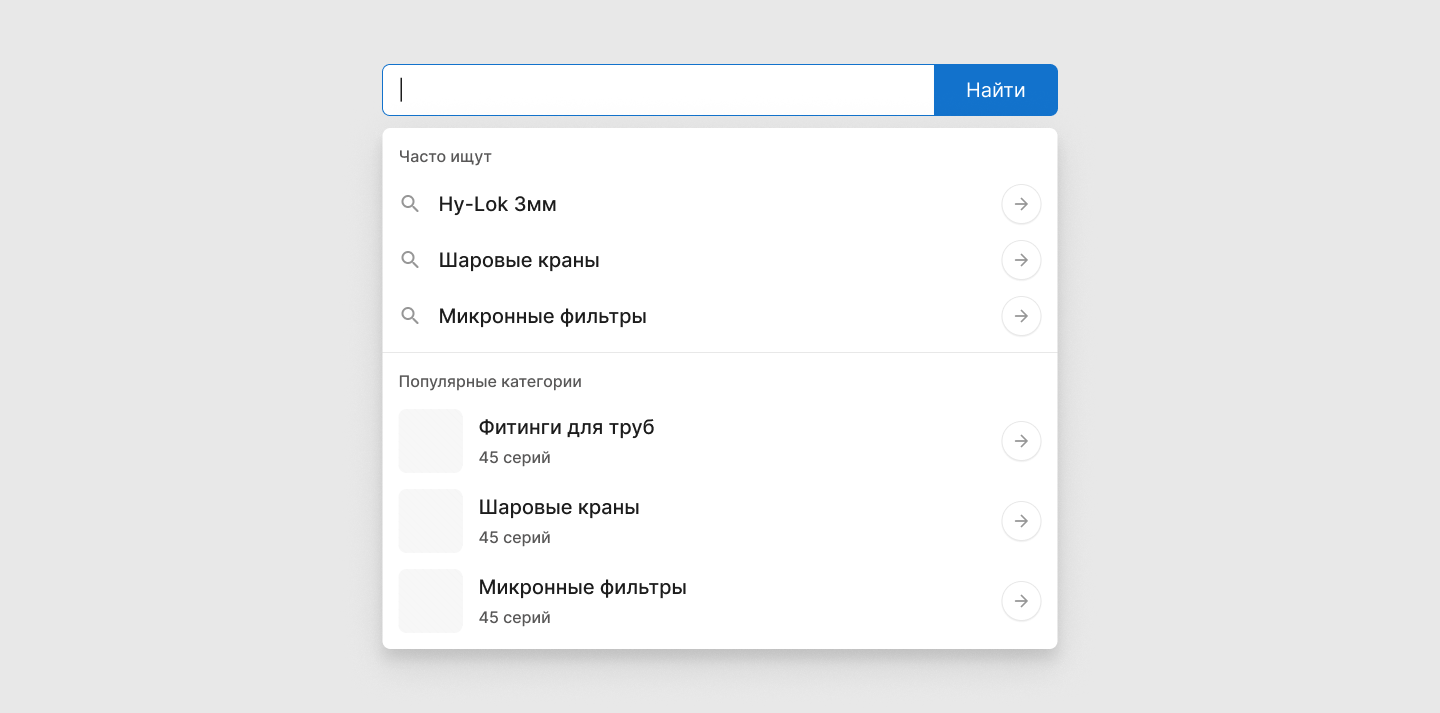 Найти
Часто ищут
Hy-Lok 3мм
Шаровые краны
Микронные фильтры
Популярные категории
Фитинги для труб
45 серий
Шаровые краны
45 серий
Микронные фильтры
45 серий